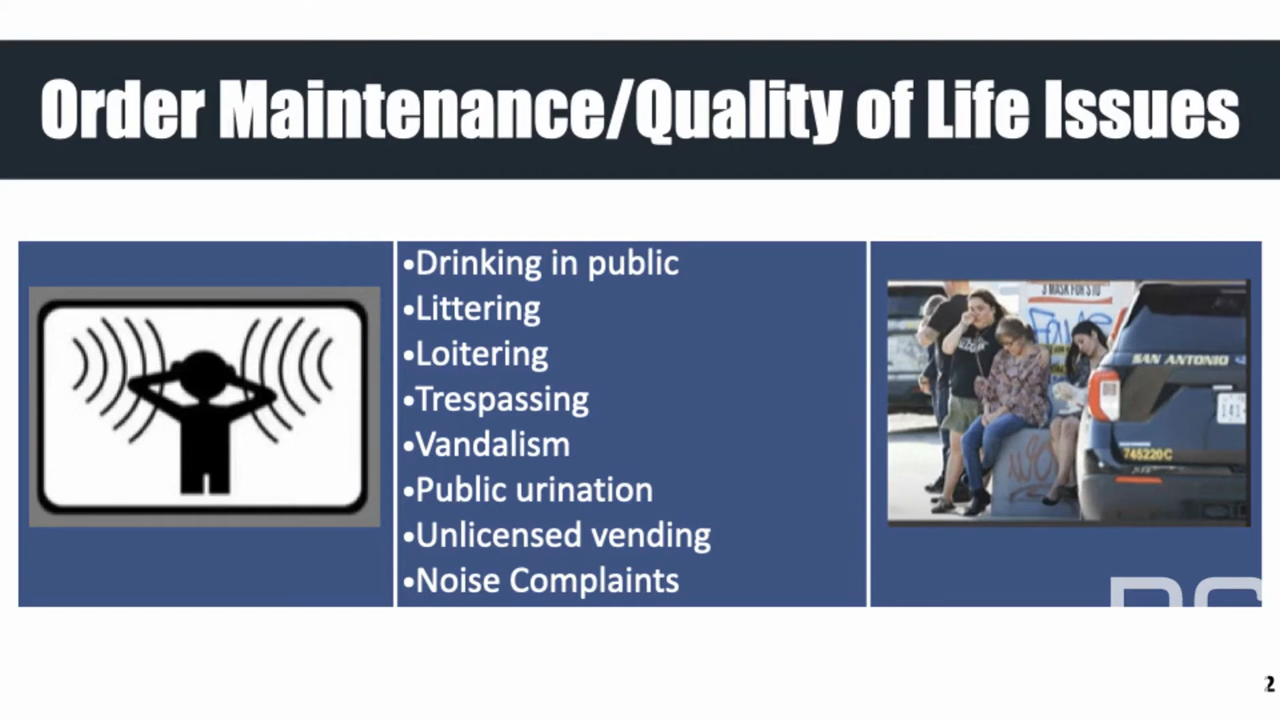 Order Maintenance/Quality of Life Issues
•Drinking in public
•Littering
•Loitering
•Trespassing
•Vandalism
•Public urination
•Unlicensed vending
•Noise Complaints
SAN ANTONIO
141-
745220C
2